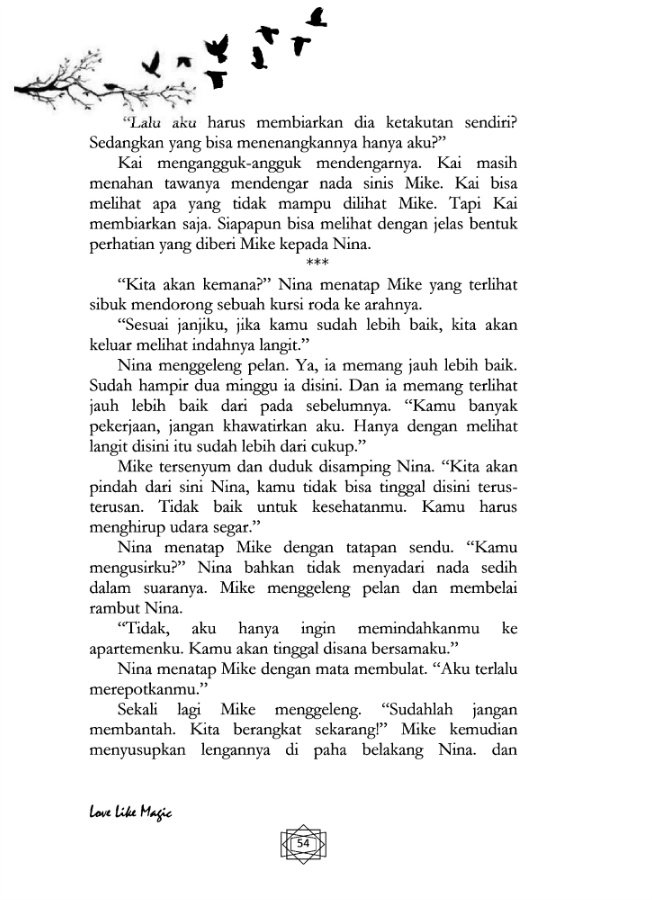 “Lalu aku harus membiarkan dia ketakutan sendiri?
Sedangkan yang bisa menenangkannya hanya aku?”
Kai mengangguk-angguk mendengarnya. Kai masih
menahan tawanya mendengar nada sinis Mike. Kai bisa
melihat apa yang tidak mampu dilihat Mike. Tapi Kai
membiarkan saja. Siapapun bisa melihat dengan jelas bentuk
perhatian yang diberi Mike kepada Nina.
***
“Kita akan kemana?” Nina menatap Mike yang terlihat
sibuk mendorong sebuah kursi roda ke arahnya.
“Sesuai janjiku, jika kamu sudah lebih baik, kita akan
keluar melihat indahnya langit.”
Nina menggeleng pelan. Ya, ia memang jauh lebih baik.
Sudah hampir dua minggu ia disini. Dan ia memang terlihat
jauh lebih baik dari pada sebelumnya. “Kamu banyak
pekerjaan, jangan khawatirkan aku. Hanya dengan melihat
langit disini itu sudah lebih dari cukup.”
Mike tersenyum dan duduk disamping Nina. “Kita akan
pindah dari sini Nina, kamu tidak bisa tinggal disini terus-
terusan. Tidak baik untuk kesehatanmu. Kamu harus
menghirup udara segar.”
Nina menatap Mike dengan tatapan sendu. “Kamu
mengusirku?” Nina bahkan tidak menyadari nada sedih
dalam suaranya. Mike menggeleng pelan dan membelai
rambut Nina.
“Tidak, aku hanya ingin memindahkanmu ke
apartemenku. Kamu akan tinggal disana bersamaku.”
Nina menatap Mike dengan mata membulat. “Aku terlalu
merepotkanmu.”
Sekali lagi Mike menggeleng. “Sudahlah jangan
membantah. Kita berangkat sekarang!” Mike kemudian
menyusupkan lengannya di paha belakang Nina. dan
Love Like Magic
54